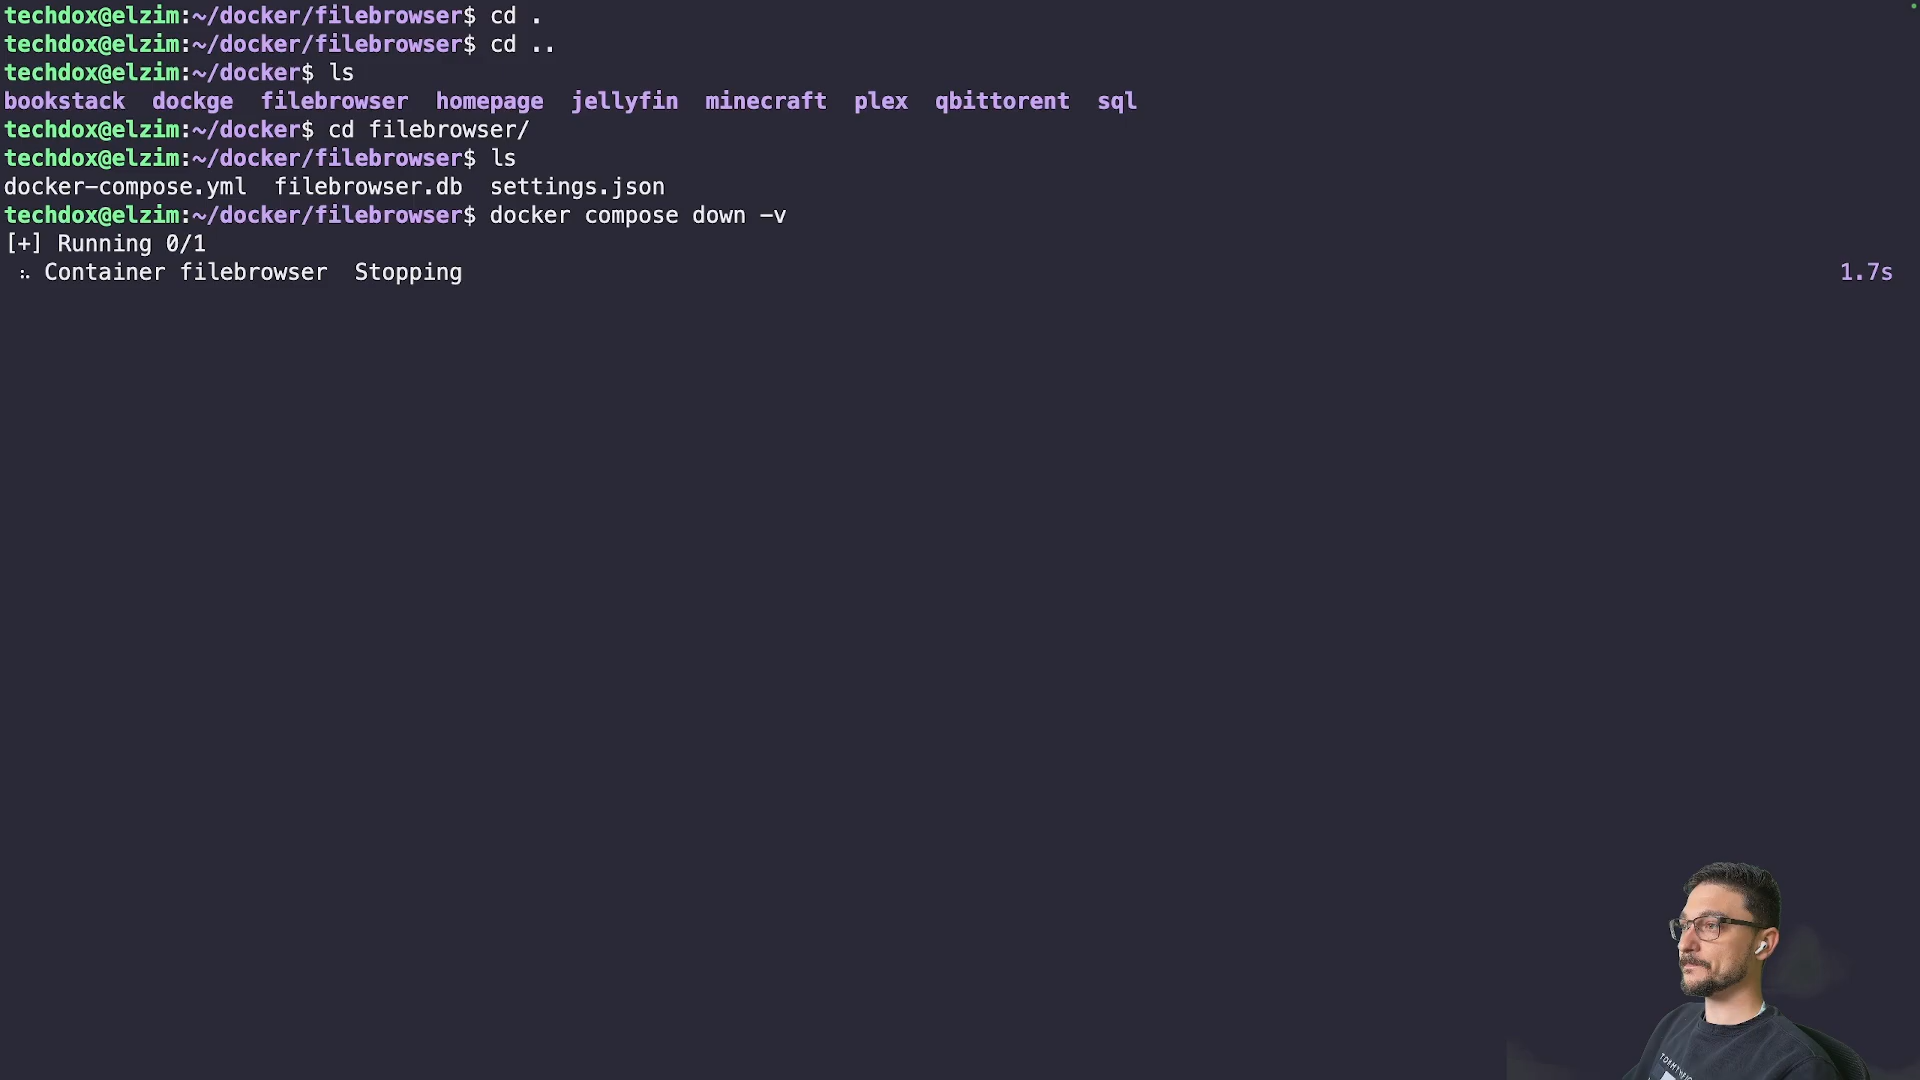 techdox@elzim:~/docker/filebrowser$ cd .
techdox@elzim:~/docker/filebrowser$ cd ..
techdox@elzim:~/docker$ ls
bookstack  dockge  filebrowser  homepage  jellyfin  minecraft  plex  qbittorent  sql
techdox@elzim:~/docker$ cd filebrowser/
techdox@elzim:~/docker/filebrowser$ ls
docker-compose.yml  filebrowser.db  settings.json
techdox@elzim:~/docker/filebrowser$ docker compose down -v
[+] Running 0/1
Container filebrowser  Stopping 1.7s